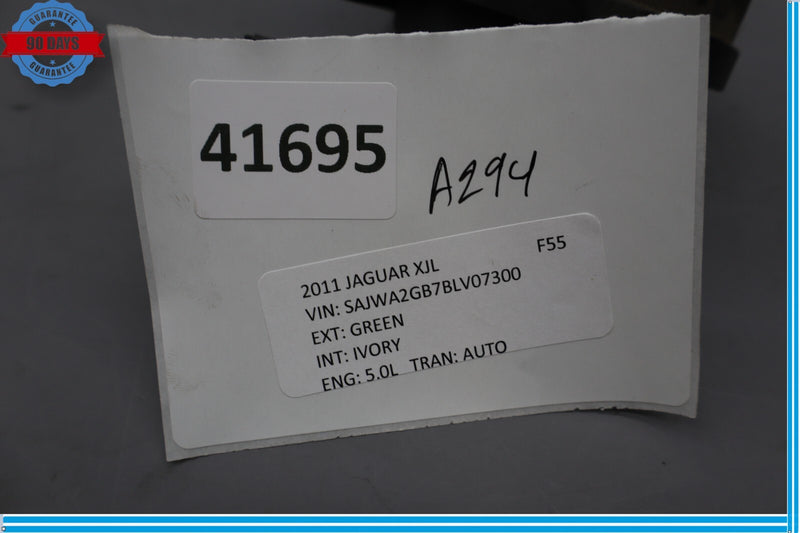 GUARANTEE
90 DAYS
GUARANTEE
41695
A294
2011 JAGUAR XJL F55
VIN: SAJWA2GB7BLV07300
EXT: GREEN
INT: IVORY
ENG: 5.0L TRAN: AUTO